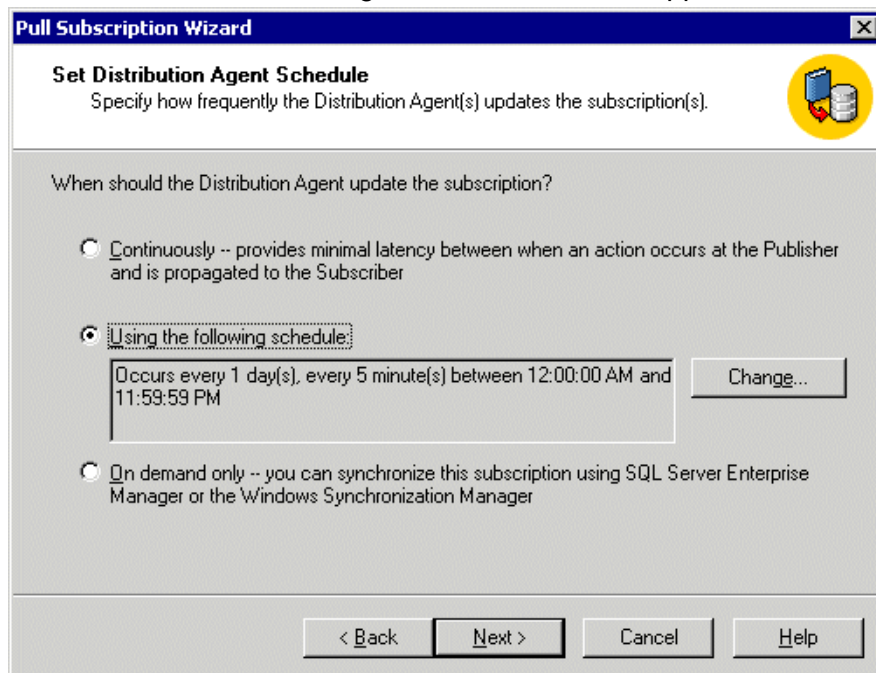 Pull Subscription Wizard
Set Distribution Agent Schedule
Specify how frequently the Distribution Agent(s) updates the subscription(s).
When should the Distribution Agent update the subscription?
Continuously -- provides minimal latency between when an action occurs at the Publisher
and is propagated to the Subscriber
Using the following schedule:
Occurs every 1 day(s), every 5 minute(s) between 12:00:00 AM and
11:59:59 PM
Change...
On demand only -- you can synchronize this subscription using SQL Server Enterprise
Manager or the Windows Synchronization Manager
< Back Next > Cancel Help